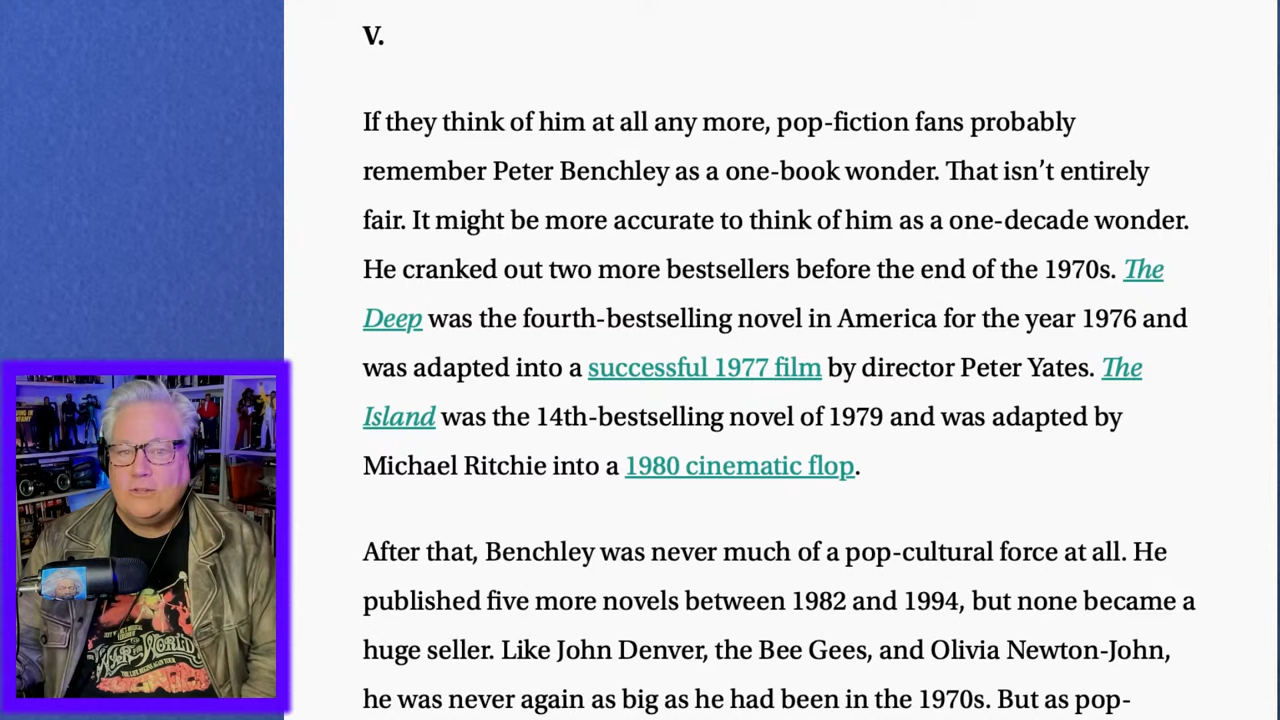 V.
If they think of him at all any more, pop-fiction fans probably
remember Peter Benchley as a one-book wonder. That isn’t entirely
fair. It might be more accurate to think of him as a one-decade wonder.
He cranked out two more bestsellers before the end of the 1970s. The
Deep was the fourth-bestselling novel in America for the year 1976 and
was adapted into a successful 1977 film by director Peter Yates. The
Island was the 14th-bestselling novel of 1979 and was adapted by
Michael Ritchie into a 1980 cinematic flop.
After that, Benchley was never much of a pop-cultural force at all. He
published five more novels between 1982 and 1994, but none became a
huge seller. Like John Denver, the Bee Gees, and Olivia Newton-John,
he was never again as big as he had been in the 1970s. But as pop-